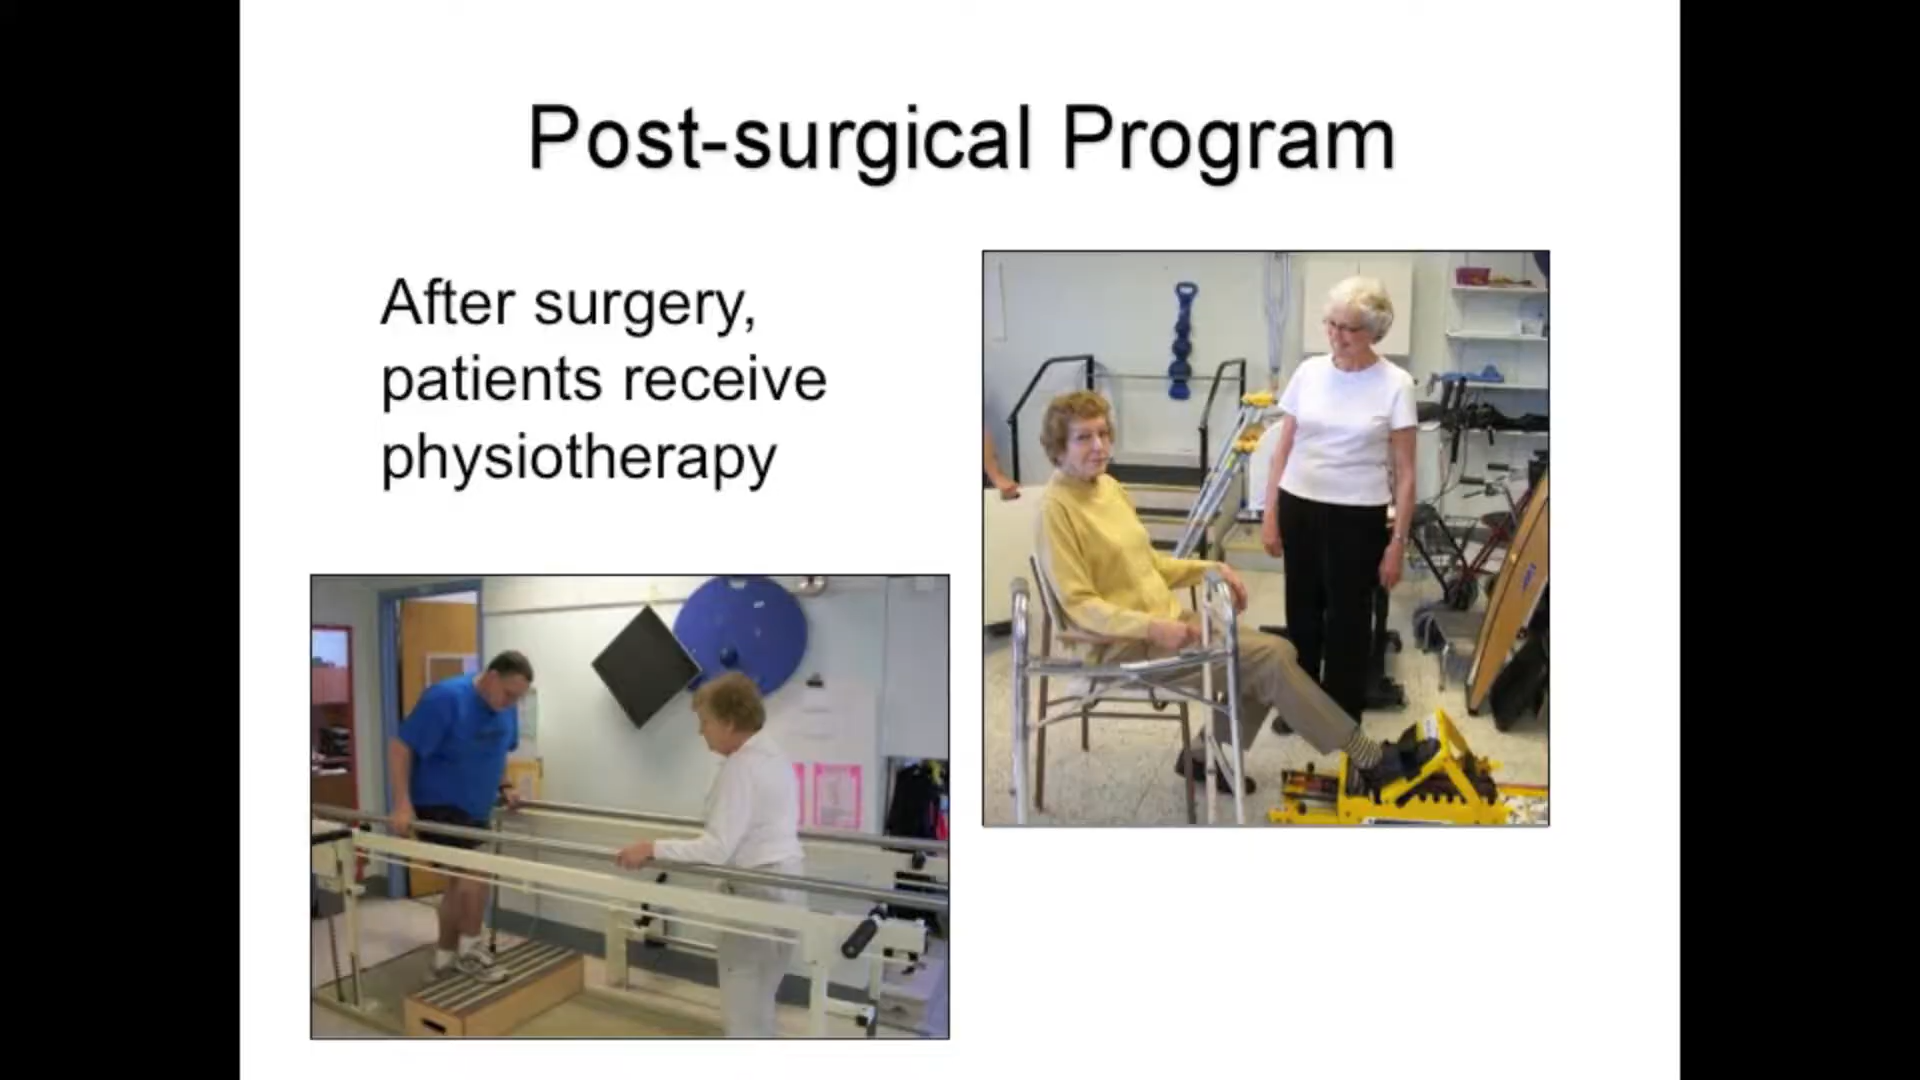 Post-surgical Program
After surgery,
patients receive
physiotherapy